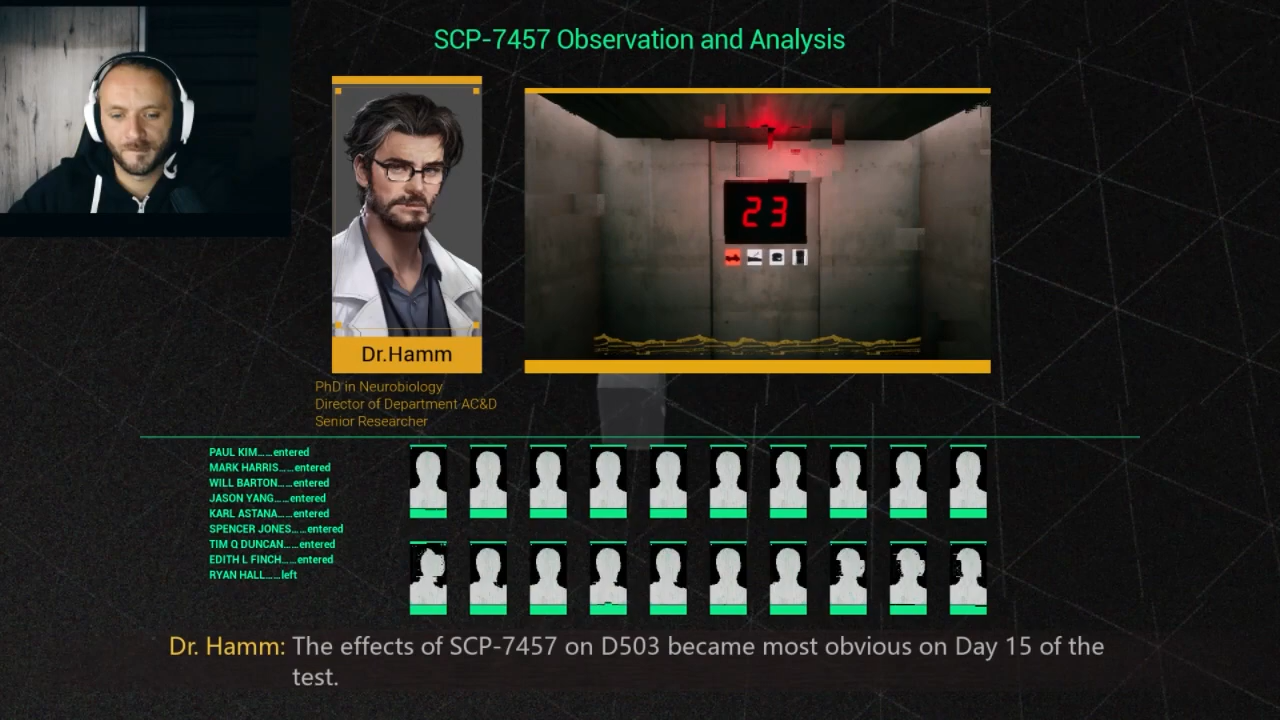 SCP-7457 Observation and Analysis
23
Dr.Hamm
PhD in Neurobiology
Director of Department AC&D
Senior Researcher
PAUL KIM......entered
MARK HARRIS......entered
WILL BARTON......entered
JASON YANG......entered
KARL ASTANA......entered
SPENCER JONES......entered
TIM Q DUNCAN......entered
EDITH L FINCH......entered
RYAN HALL......left
Dr. Hamm: The effects of SCP-7457 on D503 became most obvious on Day 15 of the
test.